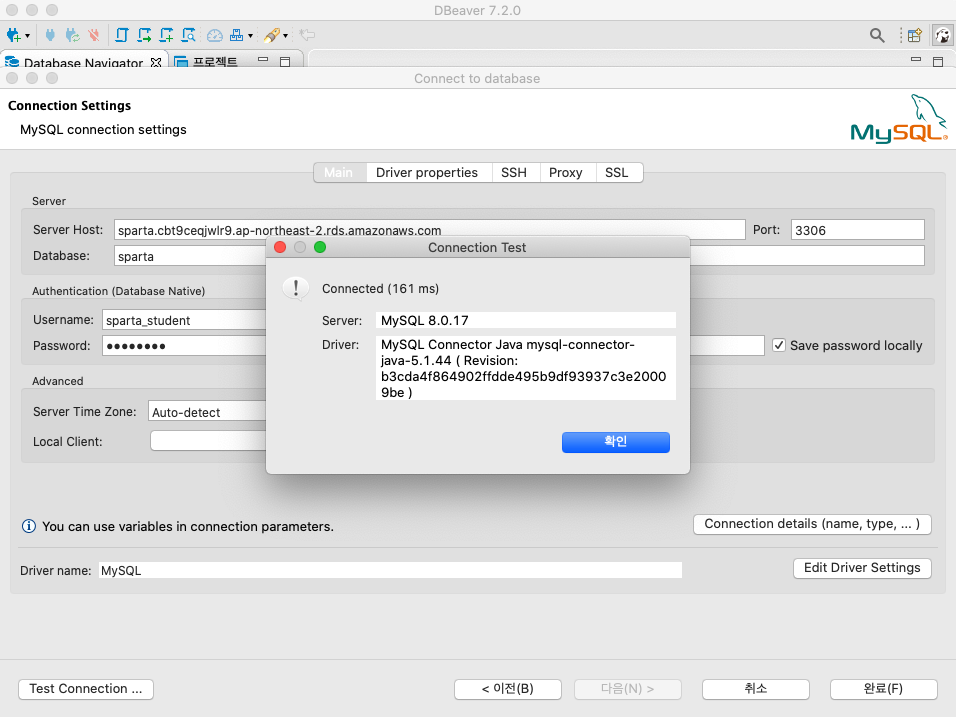 DBeaver 7.2.0
Database Navigator
프로젝트
Connect to database
Connection Settings
MySQL connection settings
MySQL
Main Driver properties SSH Proxy SSL
Server
Server Host: sparta.cbt9ceqjwlr9.ap-northeast-2.rds.amazonaws.com Port: 3306
Database: sparta
Authentication (Database Native)
Username: sparta_student
Password: ●●●●●●●● Save password locally
Advanced
Server Time Zone: Auto-detect
Local Client:
Connection Test
Connected (161 ms)
Server: MySQL 8.0.17
Driver: MySQL Connector Java mysql-connector-
java-5.1.44 ( Revision:
b3cda4f864902ffdde495b9df93937c3e2000
9be )
확인
You can use variables in connection parameters.
Connection details (name, type, ... )
Driver name: MySQL
Edit Driver Settings
Test Connection ...
< 이전(B)
다음(N) >
취소
완료(F)